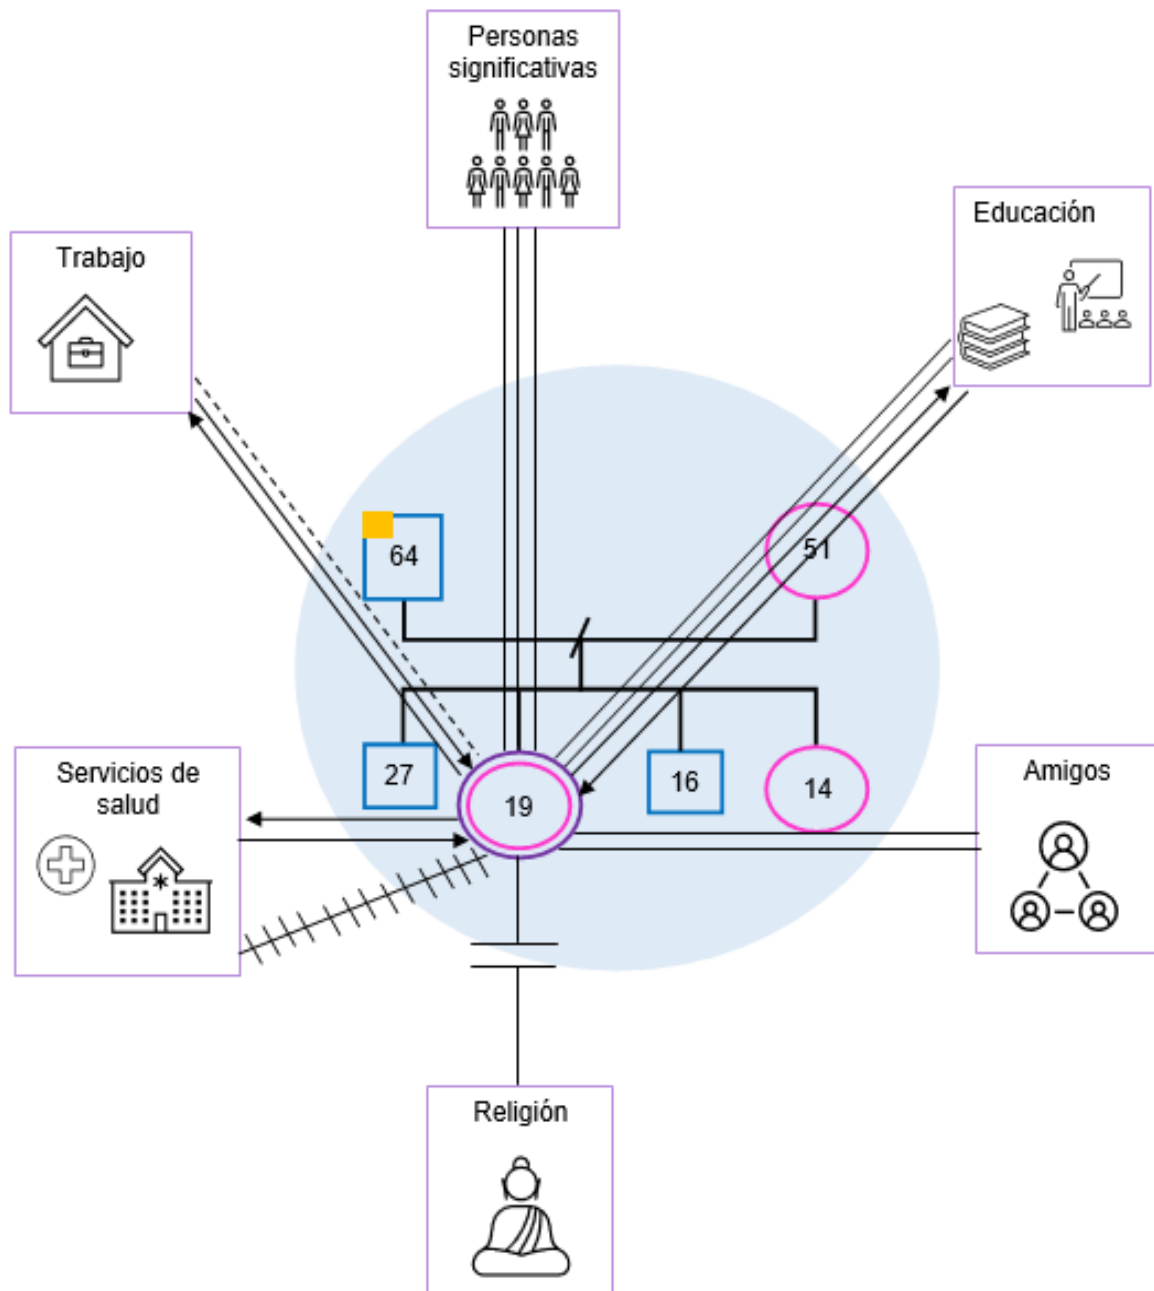 Personas
significativas
Educación
Trabajo
64
51
27
19
16
14
Servicios de
salud
Amigos
Religión